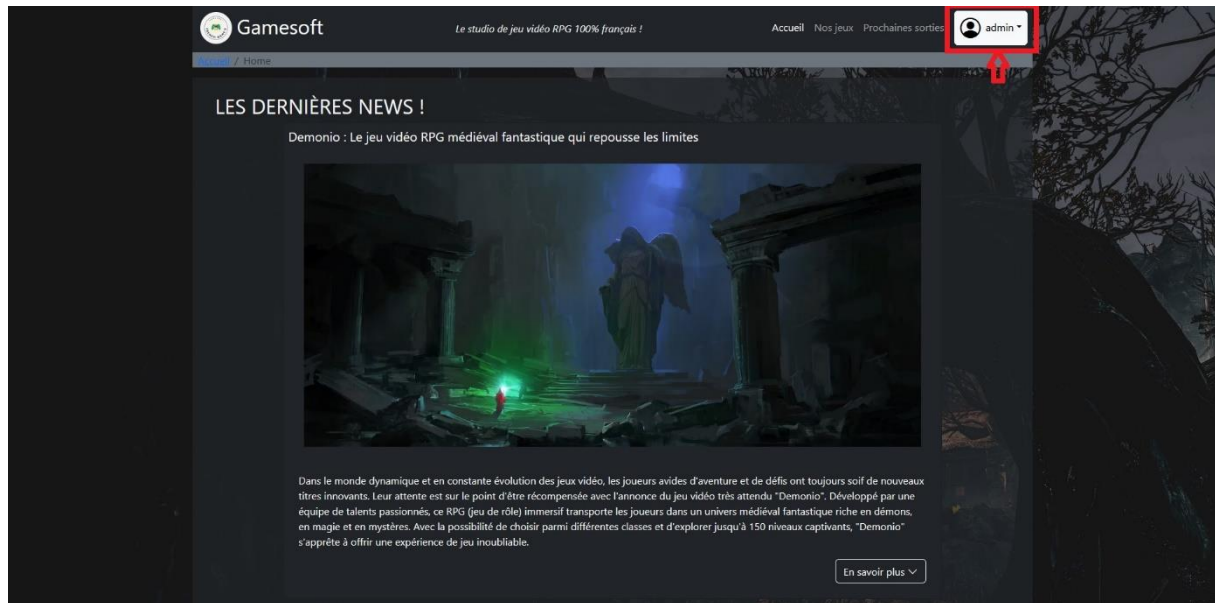 Gamesoft
Le studio de jeu vidéo RPG 100% français !
Accueil Nos jeux Prochaines sorties
admin
Accueil / Home
LES DERNIÈRES NEWS !
Demonio : Le jeu vidéo RPG médiéval fantastique qui repousse les limites
Dans le monde dynamique et en constante évolution des jeux vidéo, les joueurs avides d'aventure et de défis ont toujours soif de nouveaux
titres innovants. Leur attente est sur le point d'être récompensée avec l'annonce du jeu vidéo très attendu "Demonio". Développé par une
équipe de talents passionnés, ce RPG (jeu de rôle) immersif transporte les joueurs dans un univers médiéval fantastique riche en démons,
en magie et en mystères. Avec la possibilité de choisir parmi différentes classes et d'explorer jusqu'à 150 niveaux captivants, "Demonio"
s'apprête à offrir une expérience de jeu inoubliable.
En savoir plus